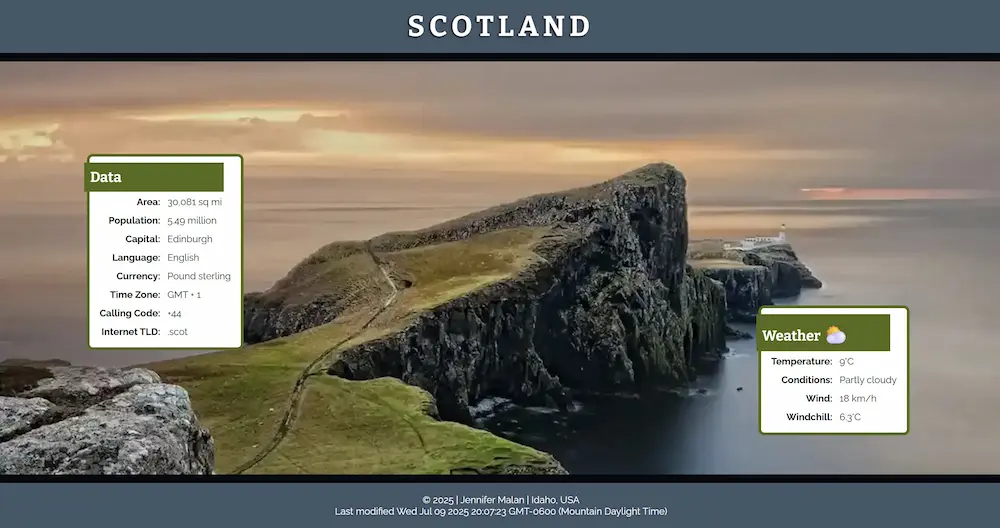 SCOTLAND
Data
Area: 30,081 sq mi
Population: 5.49 million
Capital: Edinburgh
Language: English
Currency: Pound sterling
Time Zone: GMT + 1
Calling Code: +44
Internet TLD: .scot
Weather
Temperature: 9°C
Conditions: Partly cloudy
Wind: 18 km/h
Windchill: 6.3°C
© 2025 | Jennifer Malan | Idaho, USA
Last modified Wed Jul 09 2025 20:07:23 GMT-0600 (Mountain Daylight Time)